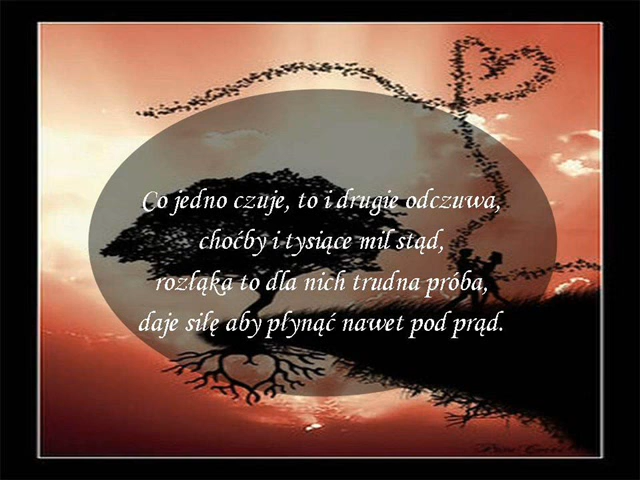 Co jedno czuje, to i drugie odczuwa,
choćby i tysiące mil stąd,
rozłąka to dla nich trudna próba,
daje siłę aby płynąć nawet pod prąd.